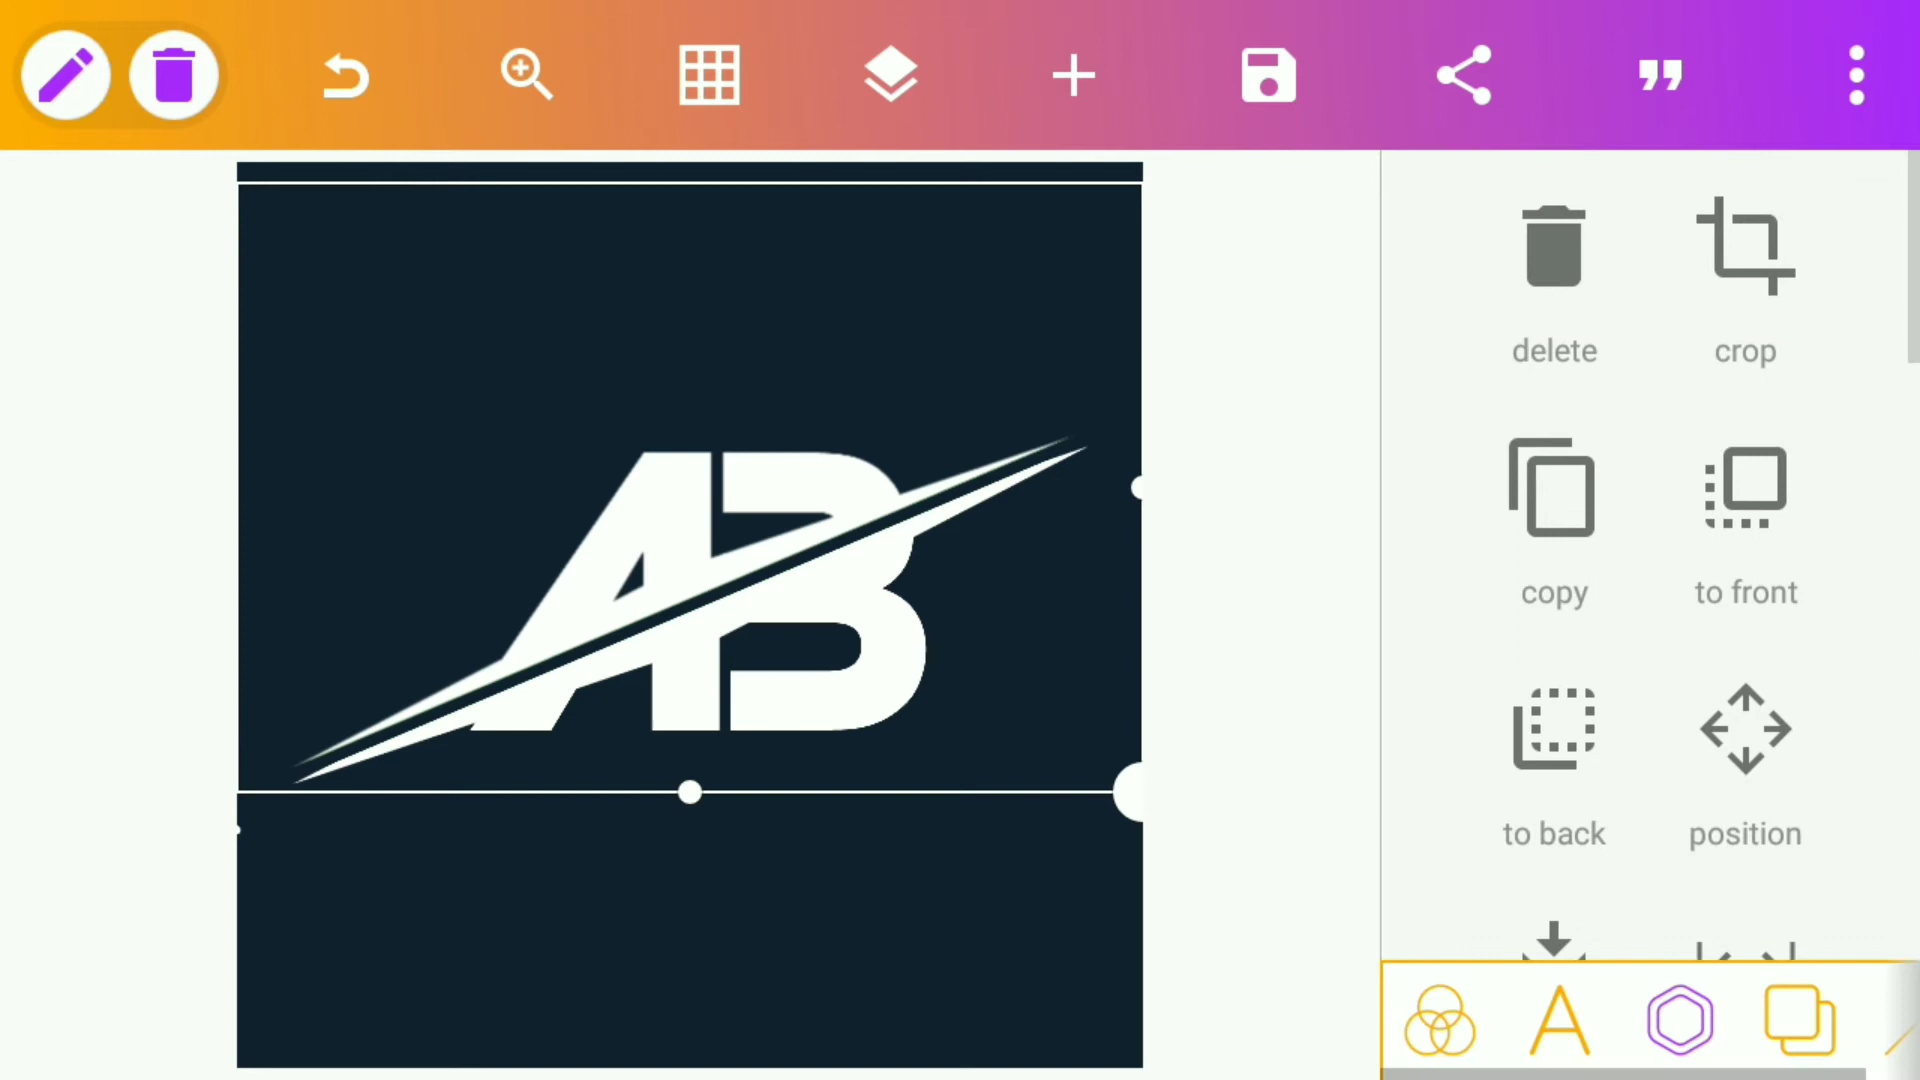 AB
delete
crop
copy
to front
to back
position